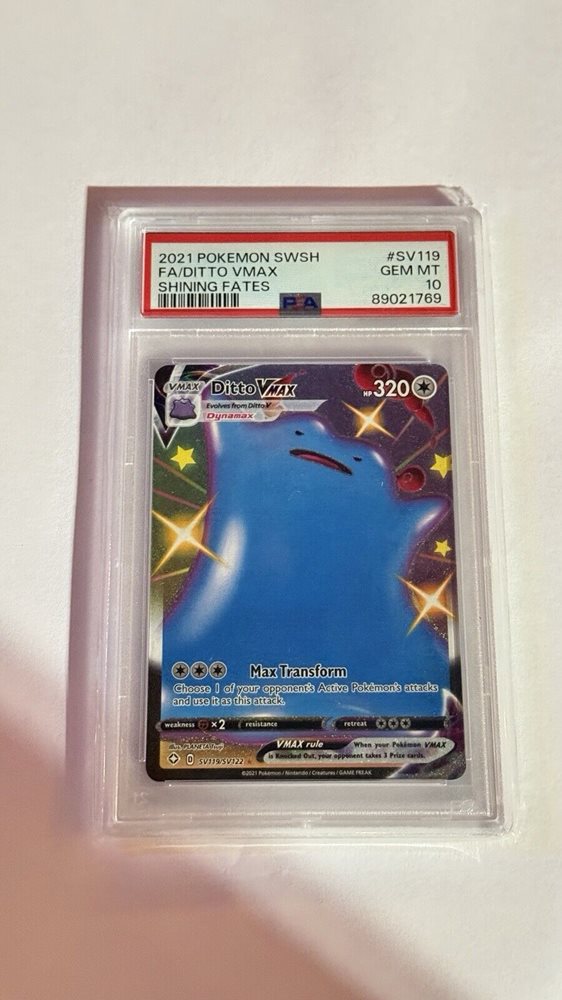 2021 POKEMON SWSH #SV119
FA/DITTO VMAX GEM MT
SHINING FATES 10
PSA 89021769
VMAX Ditto VMAX HP 320
Evolves from Ditto V
Dynamax
Max Transform
Choose 1 of your opponent's Active Pokémon's attacks
and use it as this attack.
weakness ×2 resistance retreat
Illus. PLANETA Tsuji
VMAX rule When your Pokémon VMAX
is Knocked Out, your opponent takes 3 Prize cards.
D SV119/SV122
©2021 Pokémon / Nintendo / Creatures / GAME FREAK